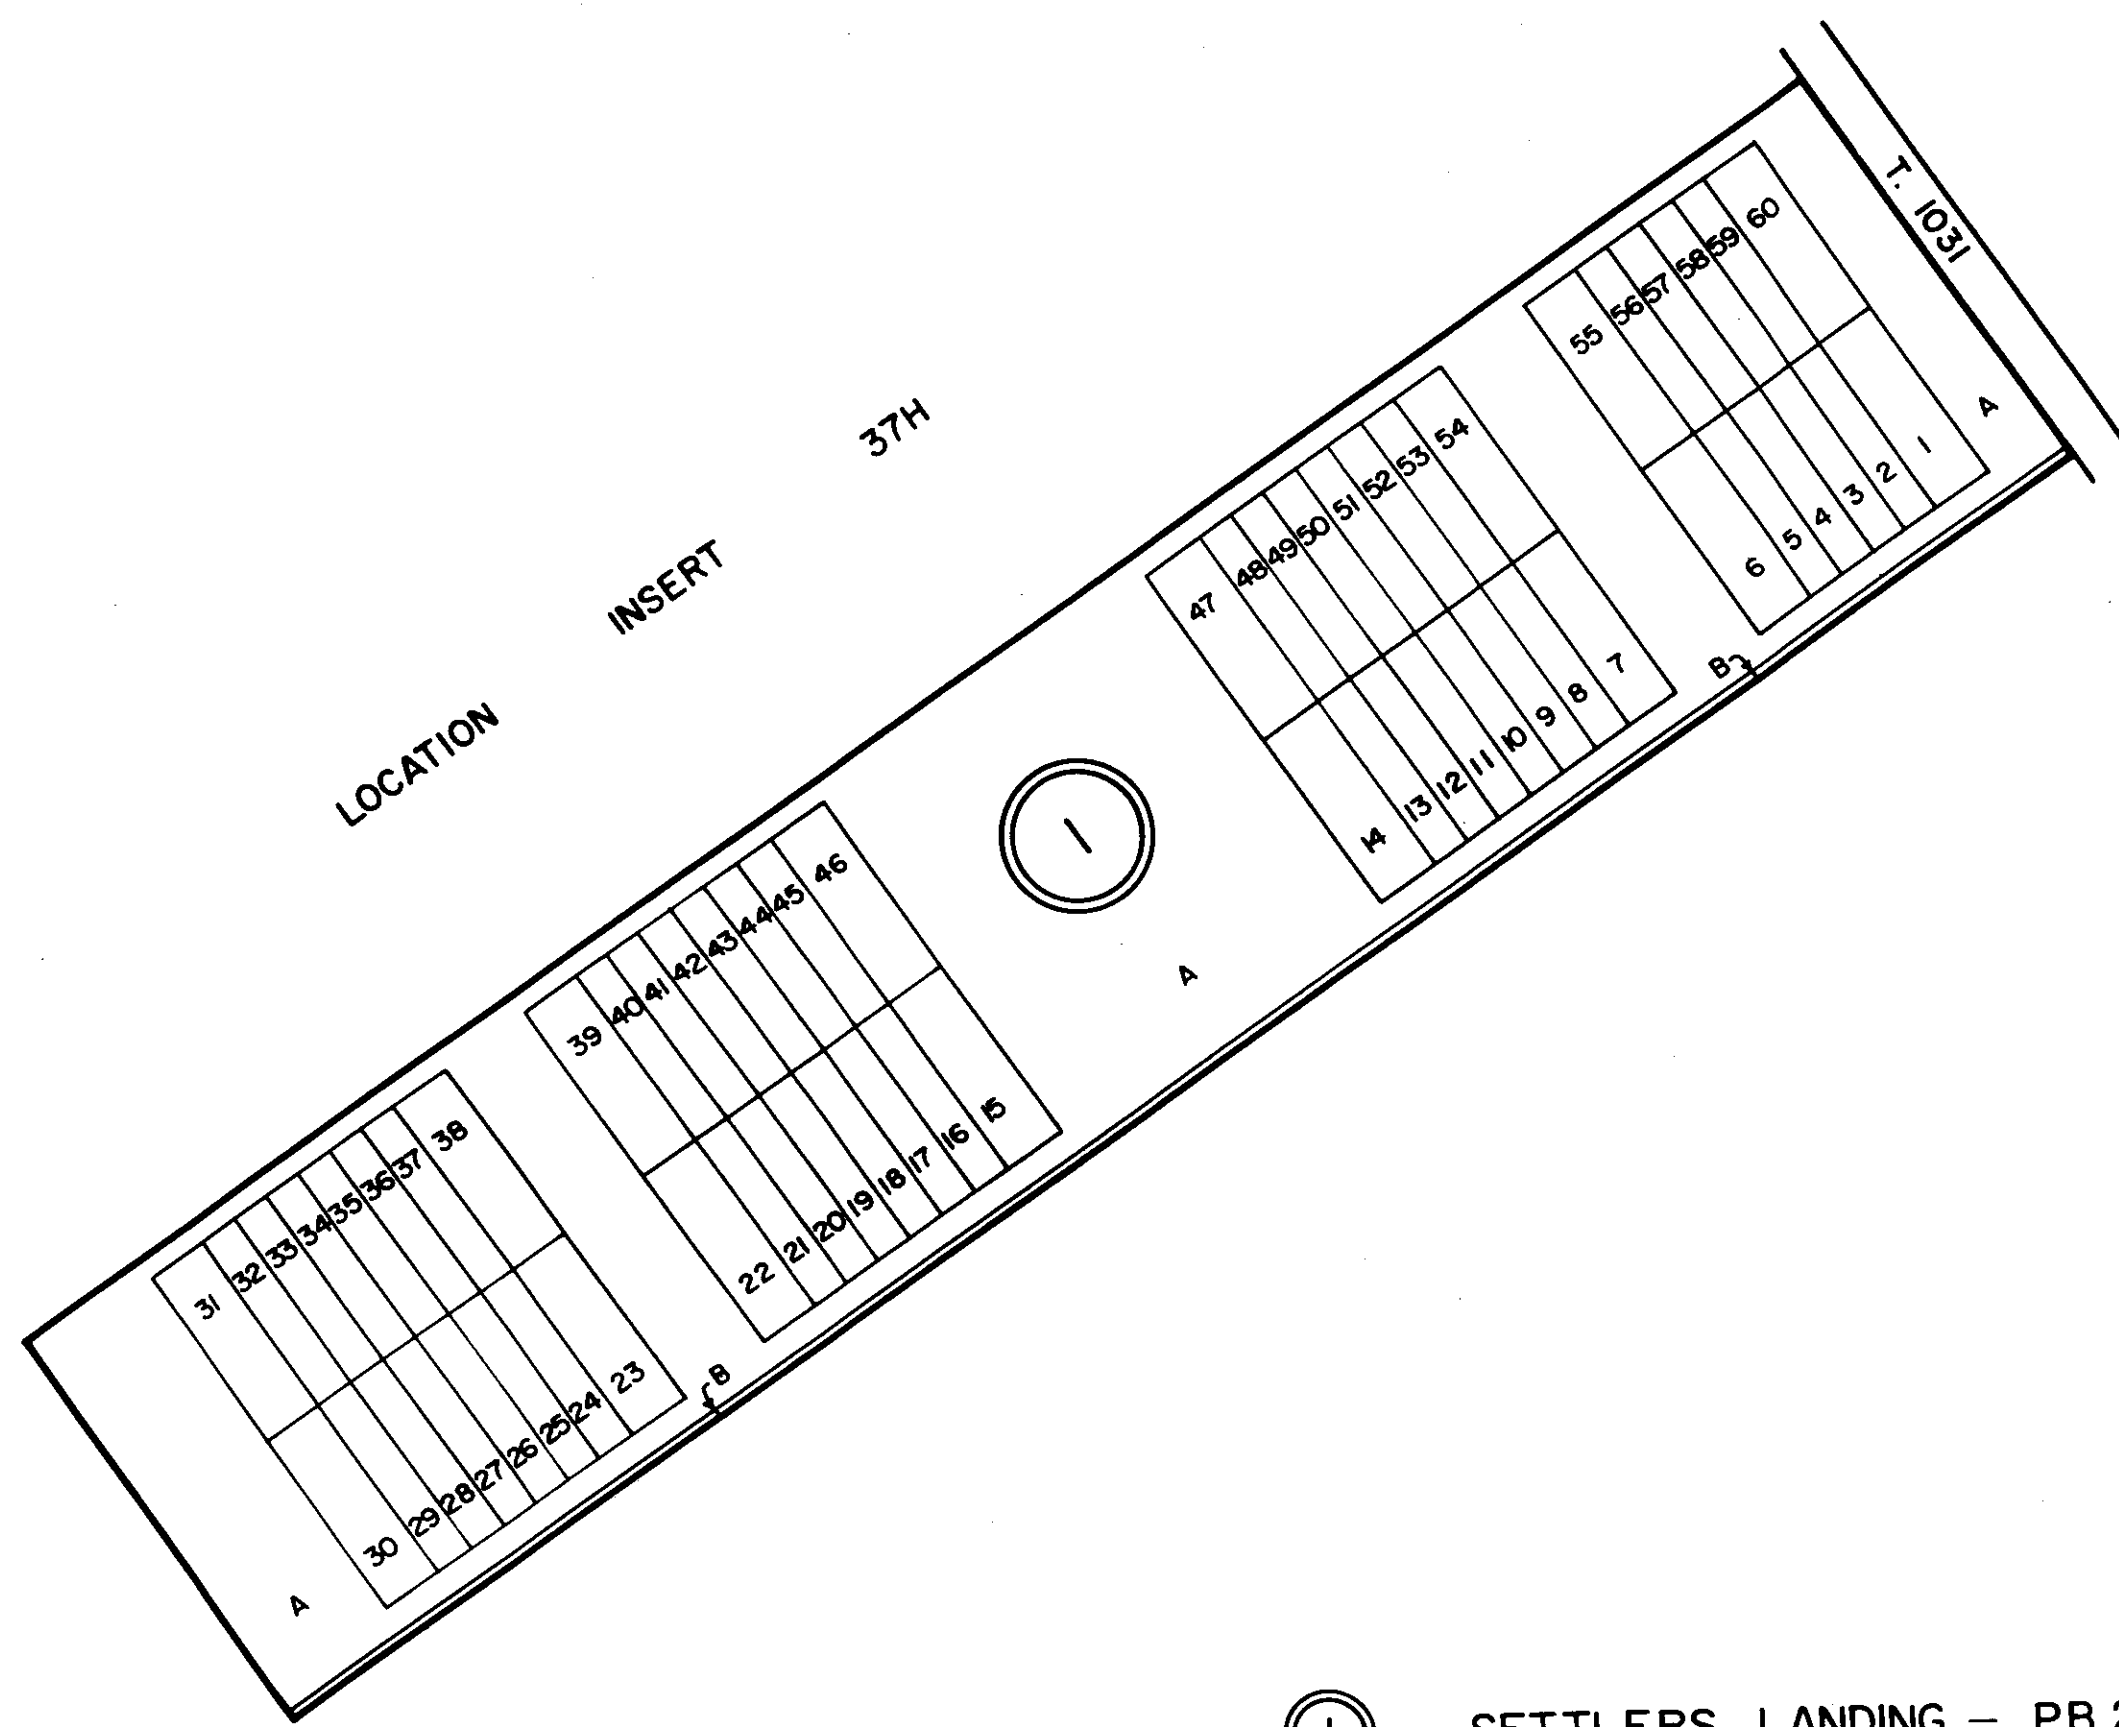 T. 1031
37H
INSERT
LOCATION
55 56 57 58 59 60
6 5 4 3 2 1
A
47 48 49 50 51 52 53 54
14 13 12 11 10 9 8 7
B
1
A
39 40 41 42 43 44 45 46
22 21 20 19 18 17 16 15
31 32 33 34 35 36 37 38
30 29 28 27 26 25 24 23
B
A
1 SETTLERS LANDING — PB